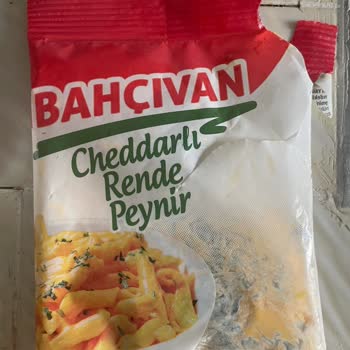 BAHÇIVAN
Cheddarlı
Rende
Peynir